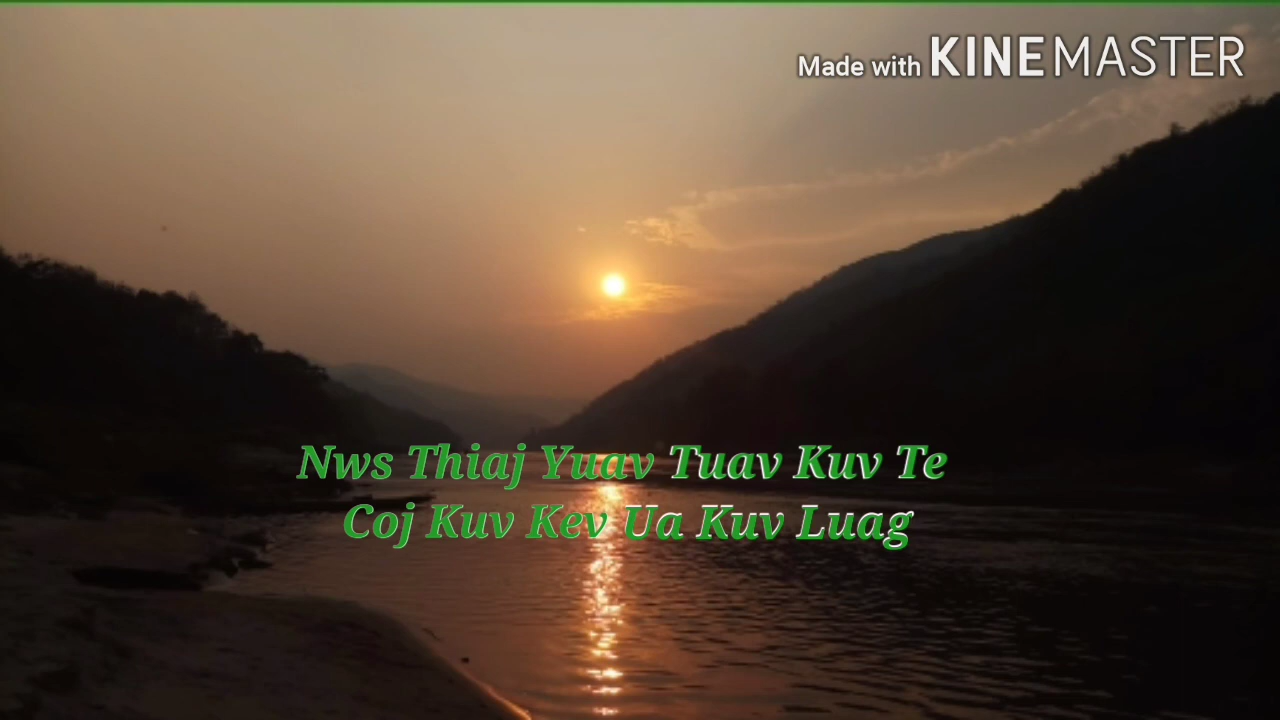 Made with KINEMASTER
Nws Thiaj Yuav Tuav Kuv Te
Coj Kuv Kev Ua Kuv Luag